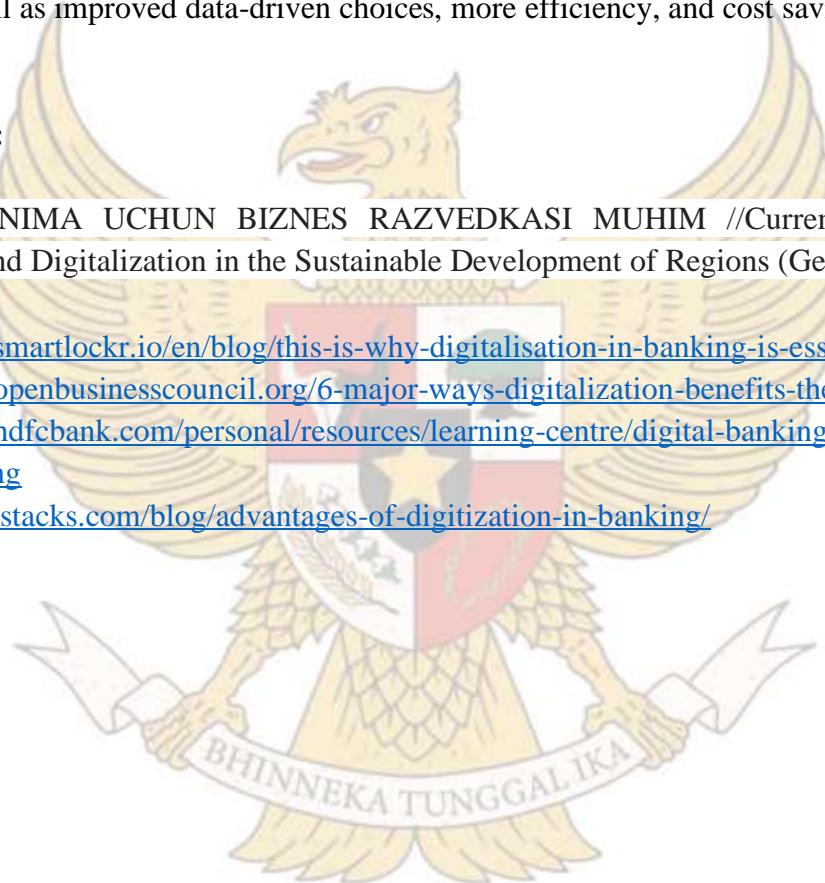 ll as improved data-driven choices, more efficiency, and cost sav
:
NIMA UCHUN BIZNES RAZVEDKASI MUHIM //Curren
nd Digitalization in the Sustainable Development of Regions (Ge
smartlockr.io/en/blog/this-is-why-digitalisation-in-banking-is-ess
openbusinesscouncil.org/6-major-ways-digitalization-benefits-the
hdfcbank.com/personal/resources/learning-centre/digital-banking
ng
stacks.com/blog/advantages-of-digitization-in-banking/
BHINNEKA TUNGGAL IKA